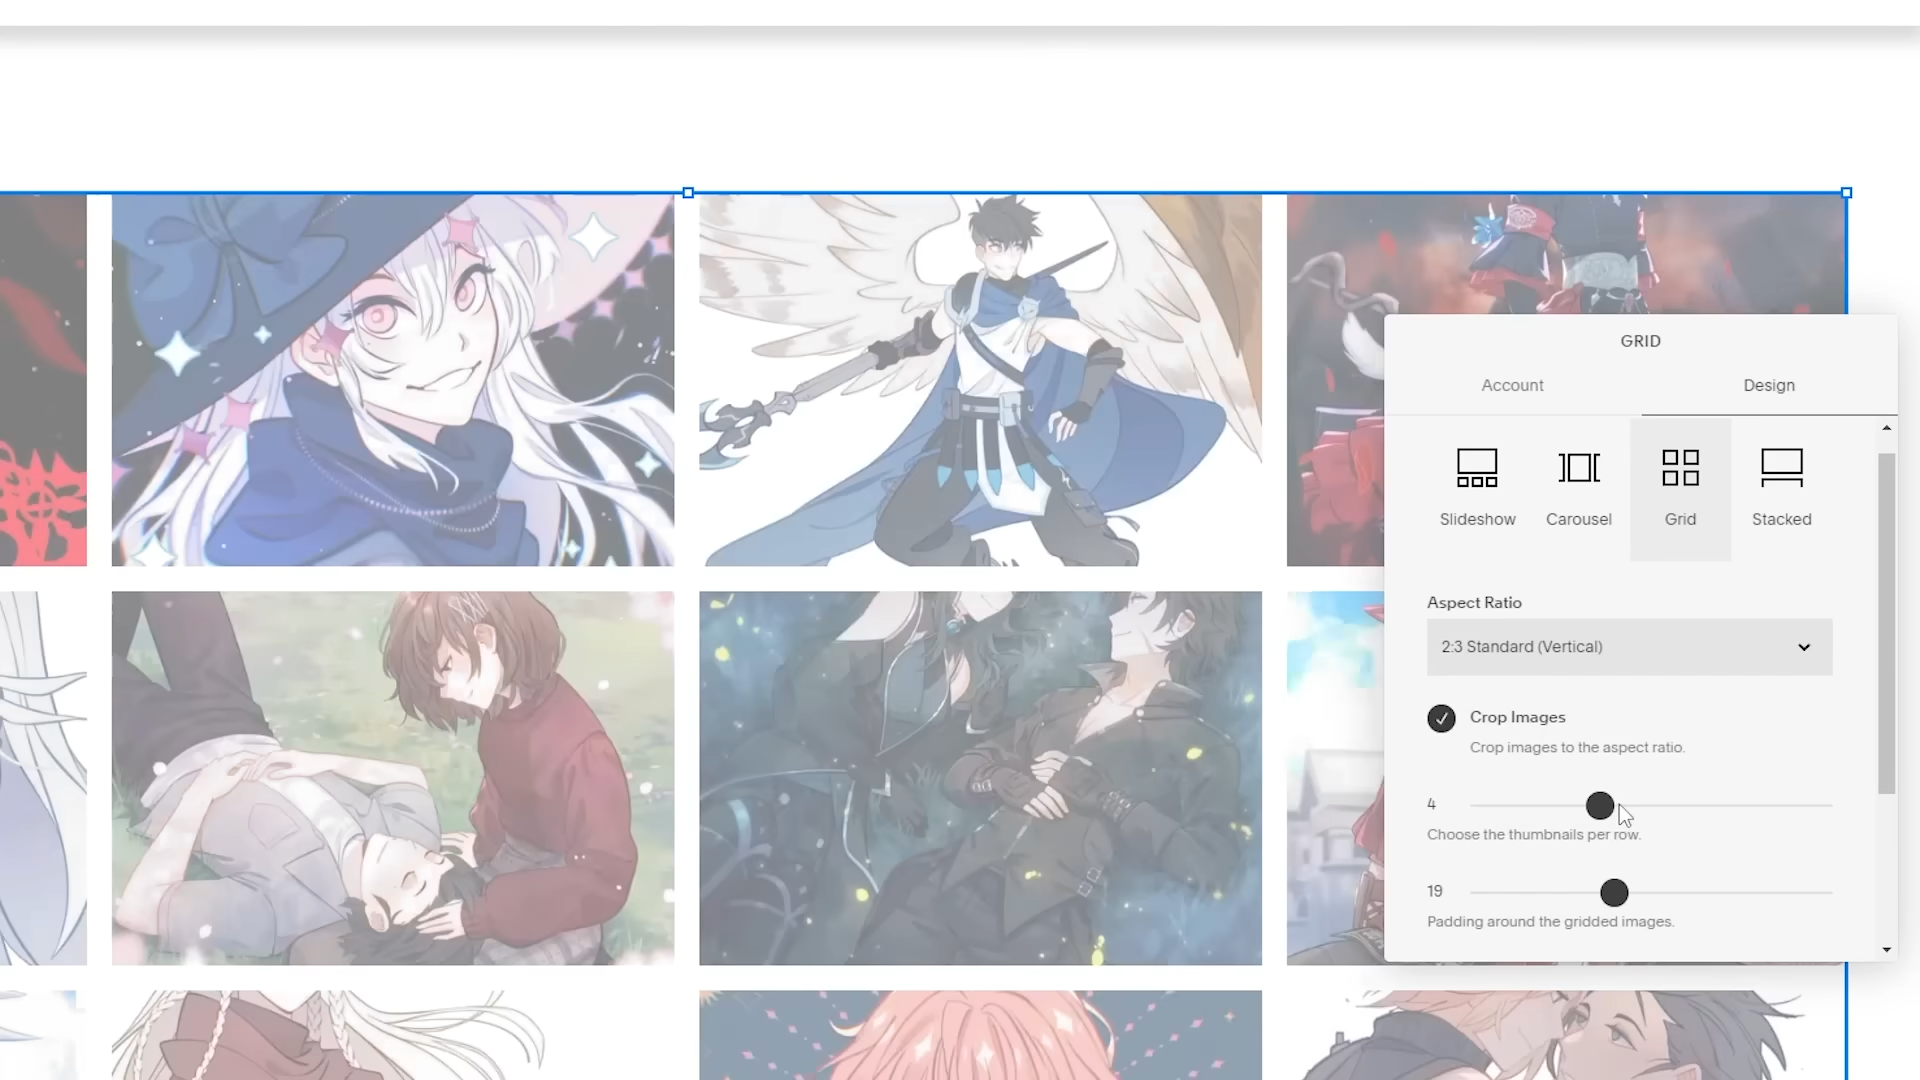 GRID
Account Design
Slideshow Carousel Grid Stacked
Aspect Ratio
2:3 Standard (Vertical)
Crop Images
Crop images to the aspect ratio.
4
Choose the thumbnails per row.
19
Padding around the gridded images.